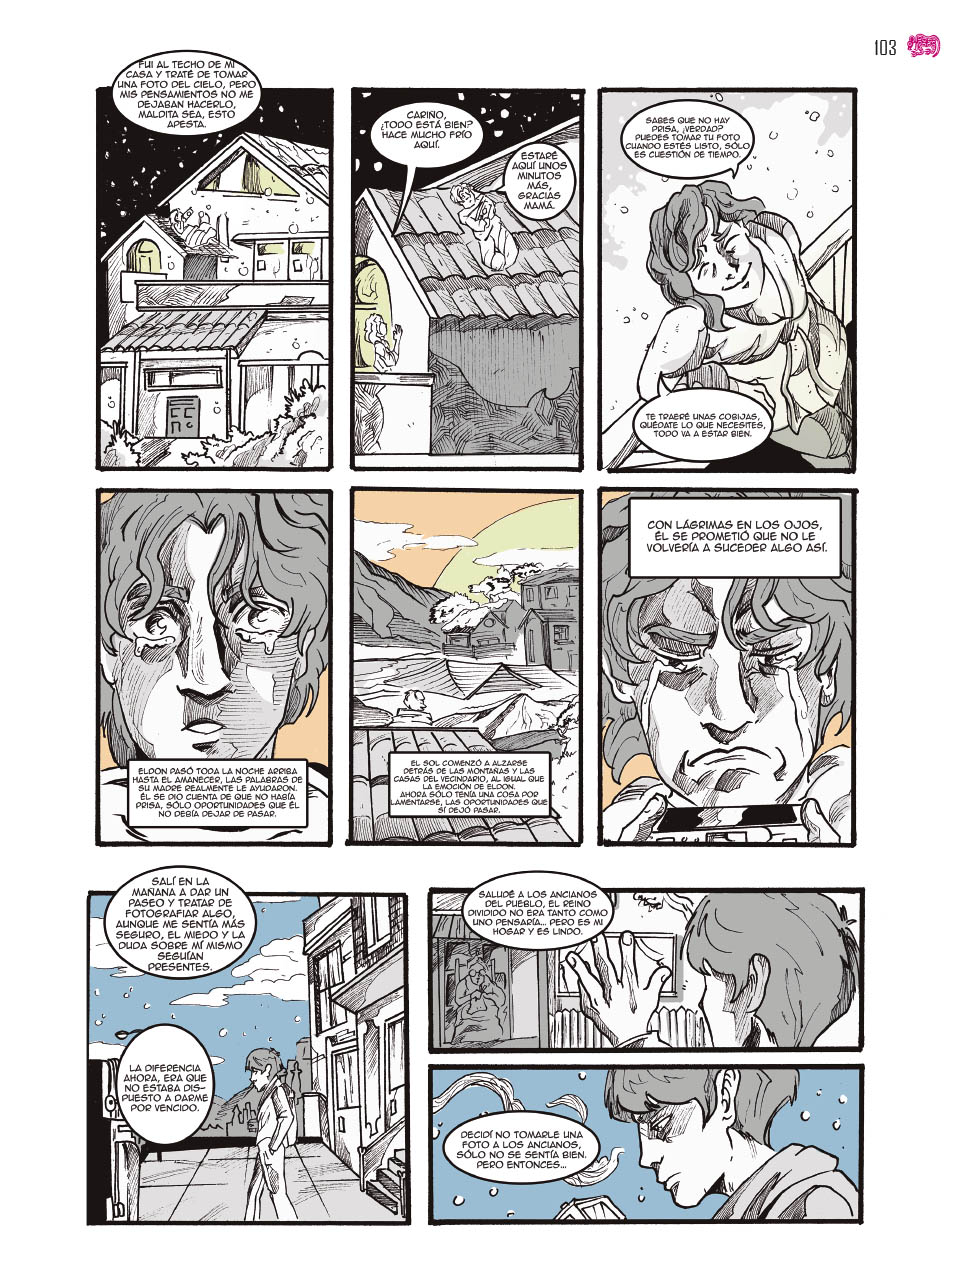 103
FUI AL TECHO DE MI
CASA Y TRATÉ DE TOMAR
UNA FOTO DEL CIELO, PERO
MIS PENSAMIENTOS NO ME
DEJABAN HACERLO,
MALDITA SEA, ESTO
APESTA.
CARIÑO,
¿TODO ESTÁ BIEN?
HACE MUCHO FRÍO
AQUÍ.
ESTARÉ
AQUÍ UNOS
MINUTOS
MÁS,
GRACIAS
MAMÁ.
SABES QUE NO HAY
PRISA, ¿VERDAD?
PUEDES TOMAR TU FOTO
CUANDO ESTÉS LISTO, SÓLO
ES CUESTIÓN DE TIEMPO.
TE TRAERÉ UNAS COBIJAS,
QUÉDATE LO QUE NECESITES,
TODO VA A ESTAR BIEN.
ELDON PASÓ TODA LA NOCHE ARRIBA
HASTA EL AMANECER, LAS PALABRAS DE
SU MADRE REALMENTE LE AYUDARON.
ÉL SE DIO CUENTA DE QUE NO HABÍA
PRISA, SÓLO OPORTUNIDADES QUE ÉL
NO DEBÍA DEJAR DE PASAR.
EL SOL COMENZÓ A ALZARSE
DETRÁS DE LAS MONTAÑAS Y LAS
CASAS DEL VECINDARIO, AL IGUAL QUE
LA EMOCIÓN DE ELDON.
AHORA SÓLO TENÍA UNA COSA POR
LAMENTARSE, LAS OPORTUNIDADES QUE
SÍ DEJÓ PASAR.
CON LÁGRIMAS EN LOS OJOS,
ÉL SE PROMETIÓ QUE NO LE
VOLVERÍA A SUCEDER ALGO ASÍ.
SALÍ EN LA
MAÑANA A DAR UN
PASEO Y TRATAR DE
FOTOGRAFIAR ALGO,
AUNQUE ME SENTÍA MÁS
SEGURO, EL MIEDO Y LA
DUDA SOBRE MÍ MISMO
SEGUÍAN
PRESENTES.
LA DIFERENCIA
AHORA, ERA QUE
NO ESTABA DIS-
PUESTO A DARME
POR VENCIDO.
SALUDÉ A LOS ANCIANOS
DEL PUEBLO, EL REINO
DIVIDIDO NO ERA TANTO COMO
UNO PENSARÍA... PERO ES MI
HOGAR Y ES LINDO.
DECIDÍ NO TOMARLE UNA
FOTO A LOS ANCIANOS,
SÓLO NO SE SENTÍA BIEN.
PERO ENTONCES...